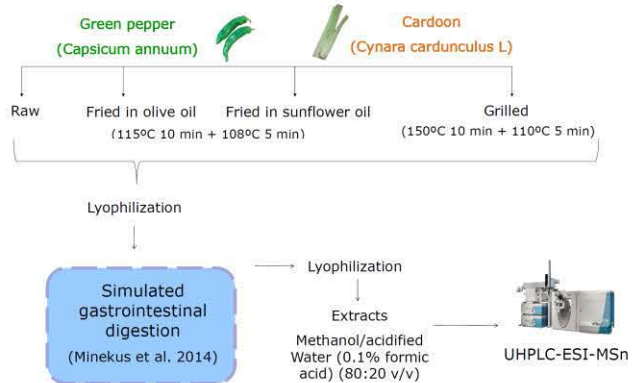 Green pepper
(Capsicum annuum)
Cardoon
(Cynara cardunculus L)
Raw
Fried in olive oil
Fried in sunflower oil
Grilled
(115ºC 10 min + 108ºC 5 min)
(150ºC 10 min + 110ºC 5 min)
Lyophilization
Simulated
gastrointestinal
digestion
(Minekus et al. 2014)
Lyophilization
Extracts
Methanol/acidified
Water (0.1% formic
acid) (80:20 v/v)
UHPLC-ESI-MSn